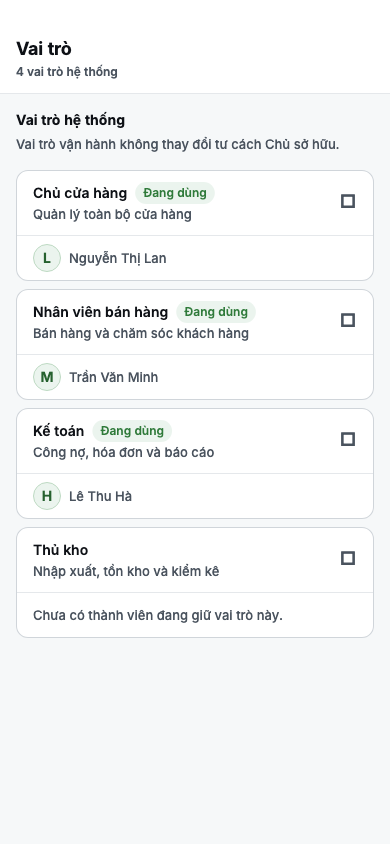 Vai trò
4 vai trò hệ thống
Vai trò hệ thống
Vai trò vận hành không thay đổi tư cách Chủ sở hữu.
Chủ cửa hàng Đang dùng
Quản lý toàn bộ cửa hàng
L Nguyễn Thị Lan
Nhân viên bán hàng Đang dùng
Bán hàng và chăm sóc khách hàng
M Trần Văn Minh
Kế toán Đang dùng
Công nợ, hóa đơn và báo cáo
H Lê Thu Hà
Thủ kho
Nhập xuất, tồn kho và kiểm kê
Chưa có thành viên đang giữ vai trò này.